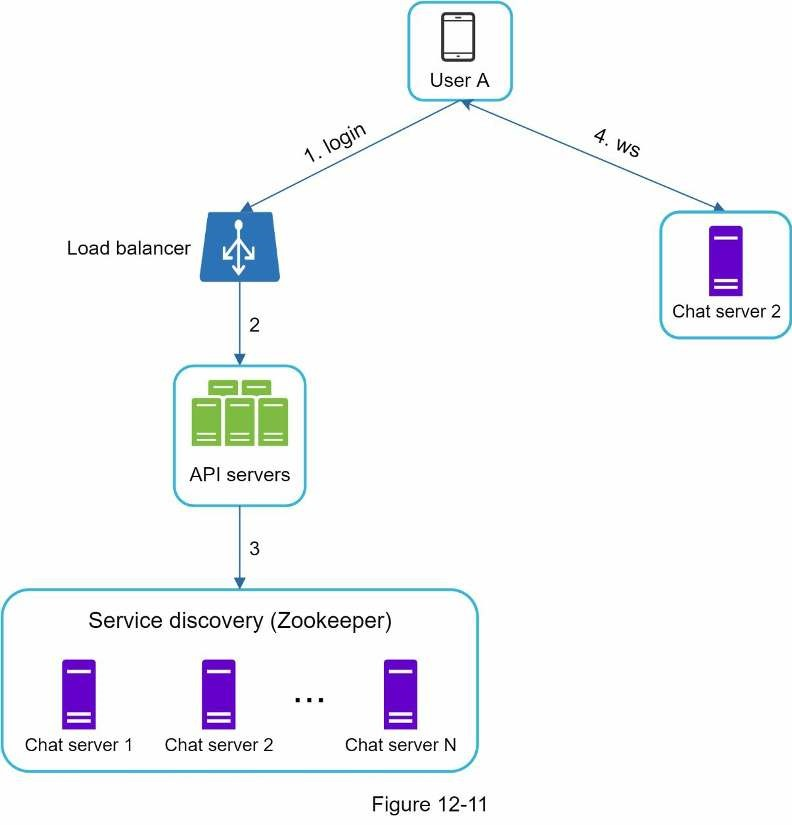 User A
1. login
4. ws
Load balancer
Chat server 2
2
API servers
3
Service discovery (Zookeeper)
...
Chat server 1
Chat server 2
Chat server N
Figure 12-11